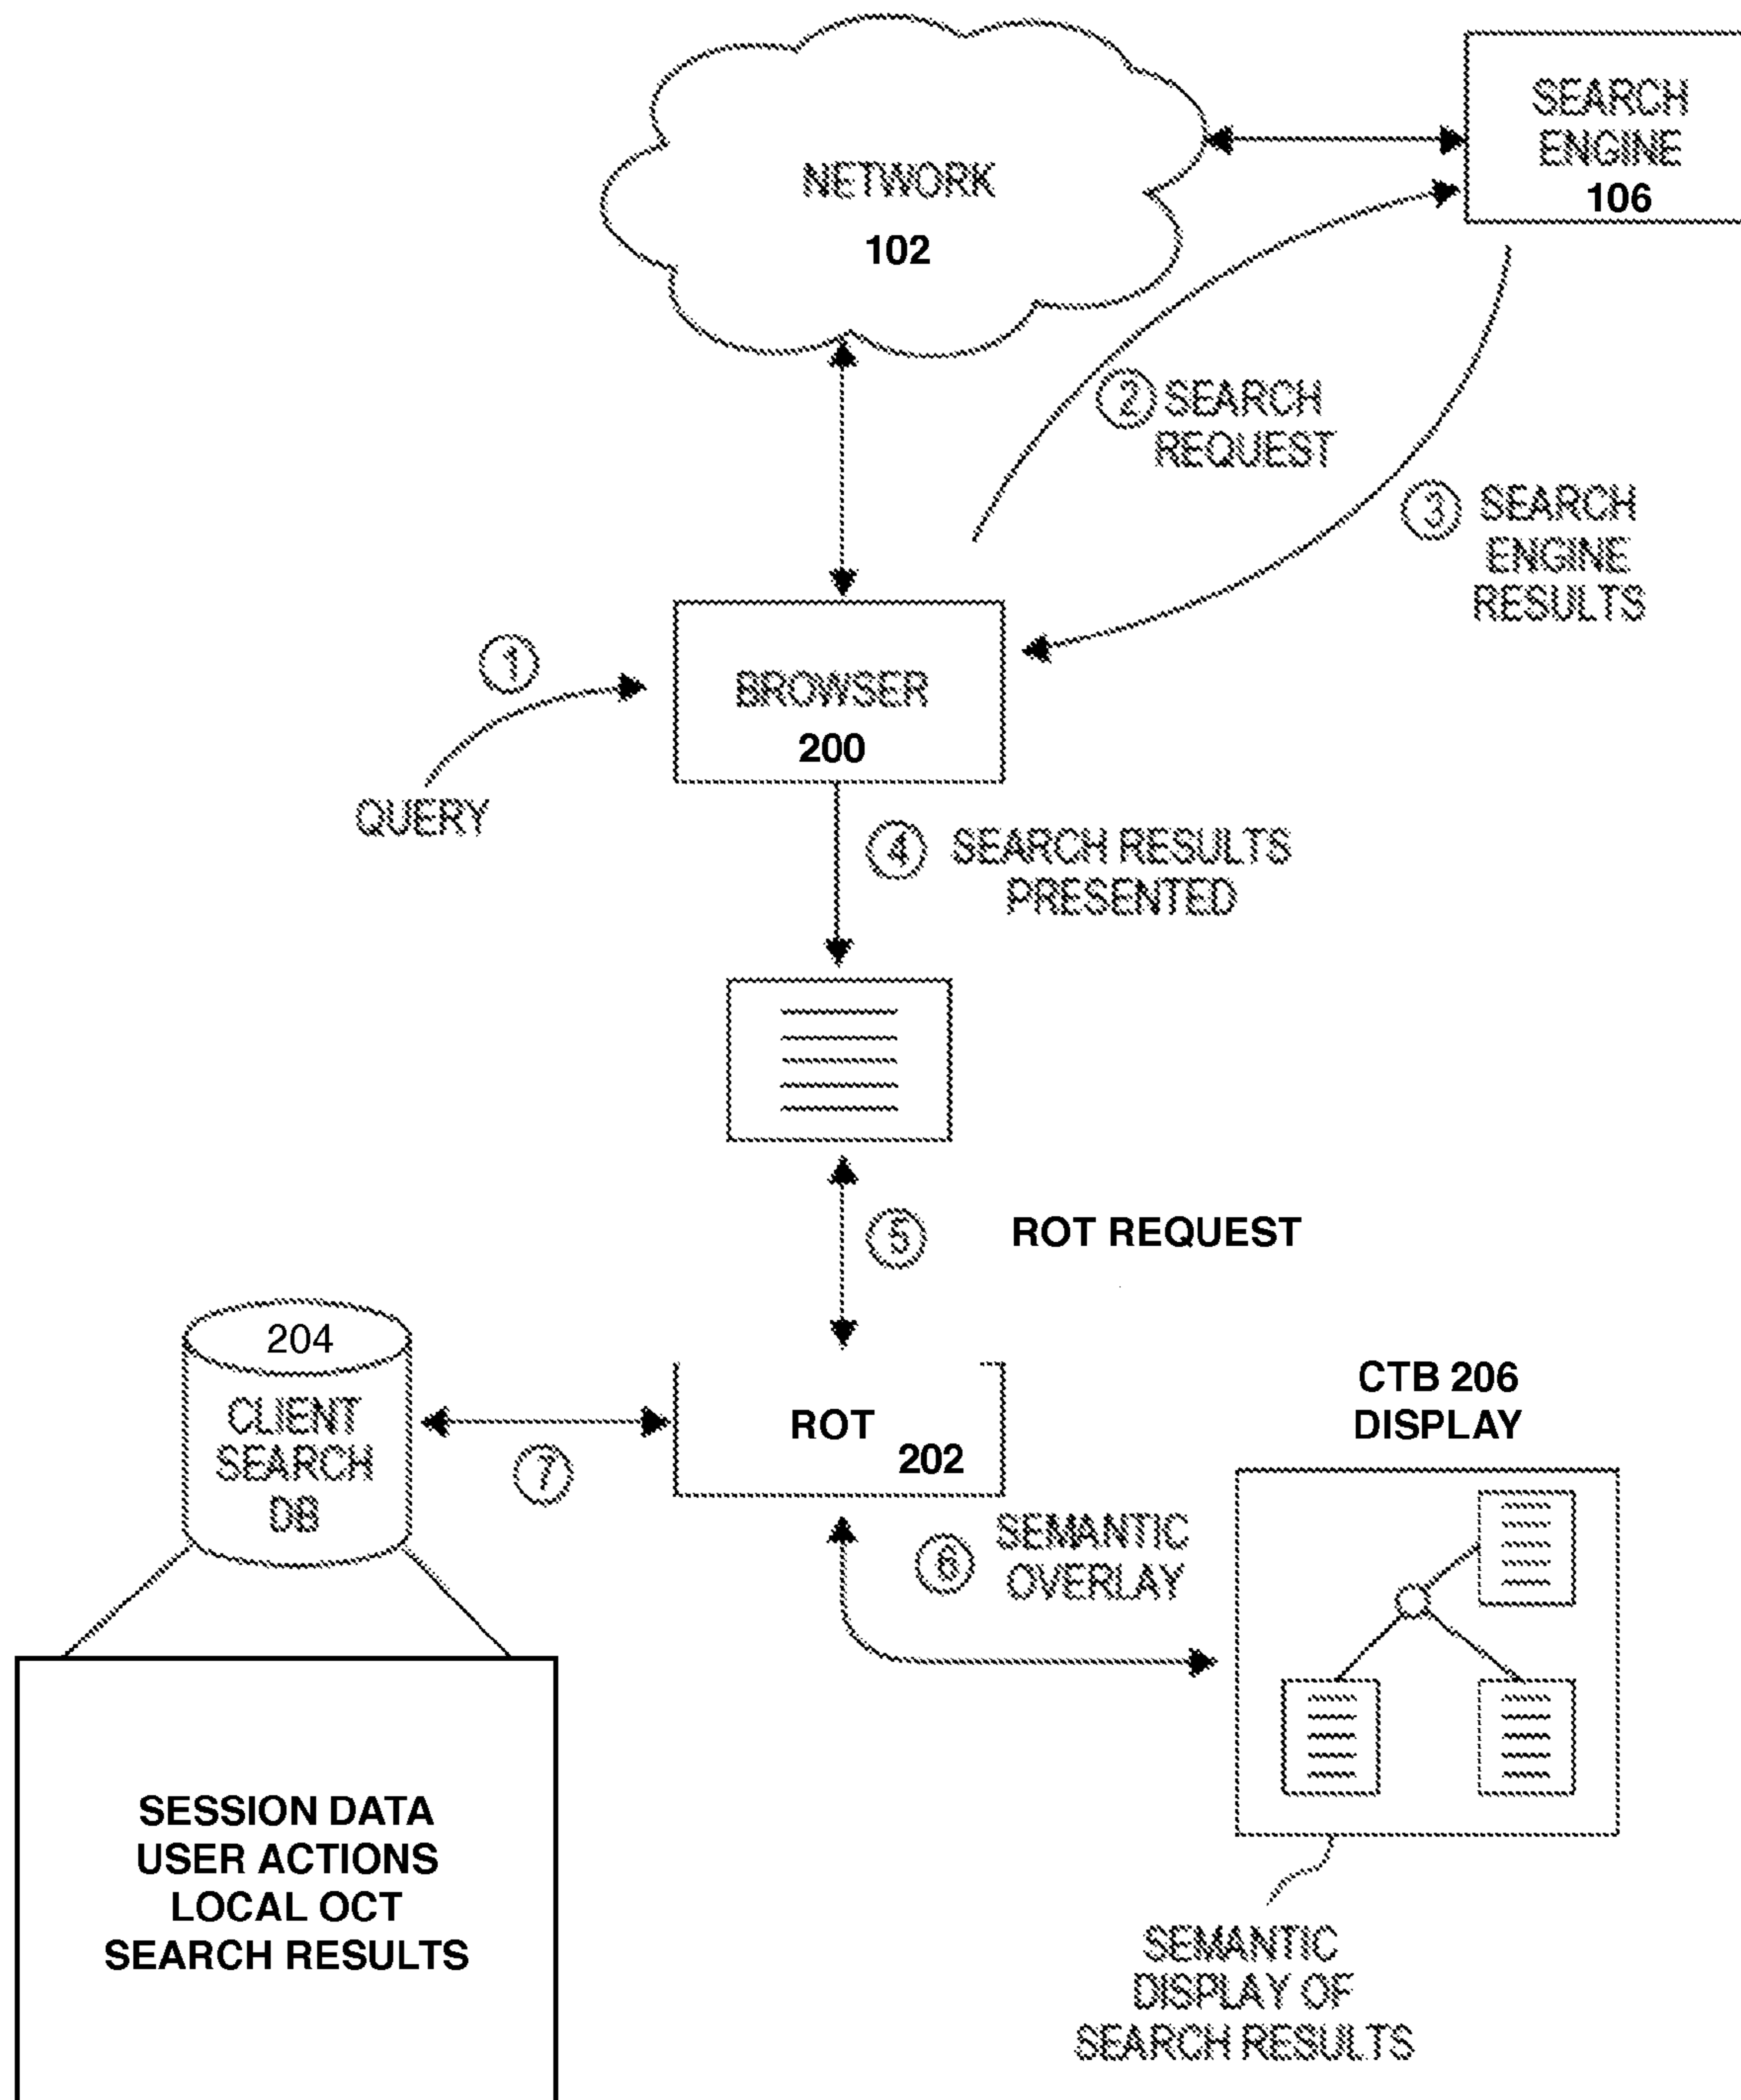 NETWORK
102
SEARCH
ENGINE
106
2 SEARCH
REQUEST
3 SEARCH
ENGINE
RESULTS
1
QUERY
BROWSER
200
4 SEARCH RESULTS
PRESENTED
5 ROT REQUEST
204
CLIENT
SEARCH
DB
7
ROT
202
CTB 206
DISPLAY
6 SEMANTIC
OVERLAY
SESSION DATA
USER ACTIONS
LOCAL OCT
SEARCH RESULTS
SEMANTIC
DISPLAY OF
SEARCH RESULTS